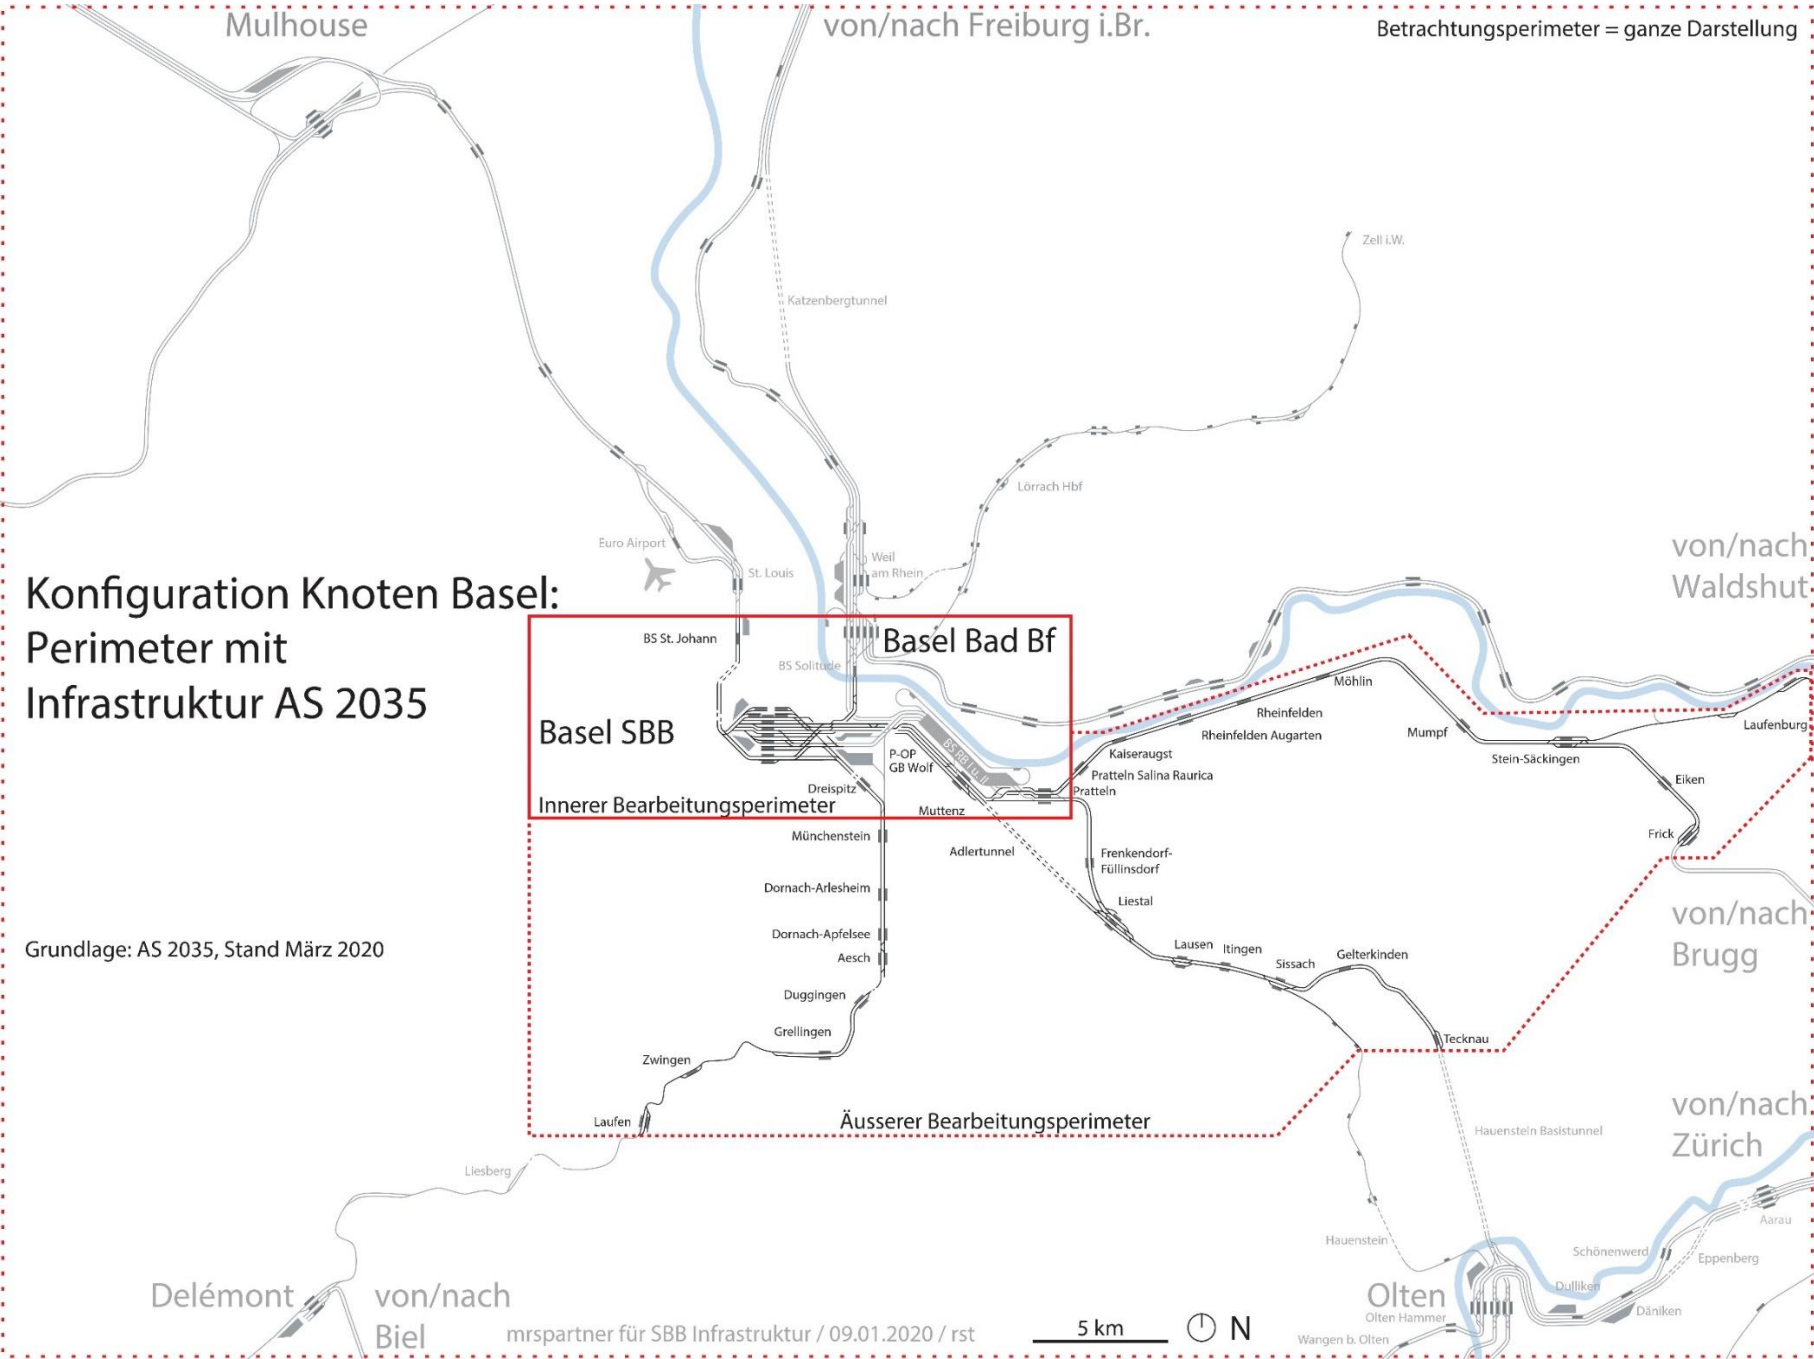 Mulhouse
von/nach Freiburg i.Br.
Betrachtungsperimeter = ganze Darstellung
Zell i.W.
Katzenbergtunnel
Lörrach Hbf
Euro Airport
St. Louis
Weil
am Rhein
von/nach
Waldshut
Konfiguration Knoten Basel:
Perimeter mit
Infrastruktur AS 2035
BS St. Johann
BS Solitude
Basel Bad Bf
Basel SBB
Möhlin
Rheinfelden
Rheinfelden Augarten
Mumpf
Laufenburg
Stein-Säckingen
Kaiseraugst
Pratteln Salina Raurica
Pratteln
Eiken
Frick
P-OP
GB Wolf
BS RB I u. II
Dreispitz
Innerer Bearbeitungsperimeter
Muttenz
Münchenstein
Adlertunnel
Frenkendorf-
Füllinsdorf
Dornach-Arlesheim
Liestal
Dornach-Apfelsee
Aesch
Lausen
Itingen
Sissach
Gelterkinden
von/nach
Brugg
Grundlage: AS 2035, Stand März 2020
Duggingen
Grellingen
Zwingen
Tecknau
Laufen
Äusserer Bearbeitungsperimeter
Hauenstein Basistunnel
von/nach
Zürich
Liesberg
Hauenstein
Aarau
Schönenwerd
Eppenberg
Dulliken
Däniken
Olten
Olten Hammer
Wangen b. Olten
Delémont
von/nach
Biel
mrspartner für SBB Infrastruktur / 09.01.2020 / rst
5 km
N